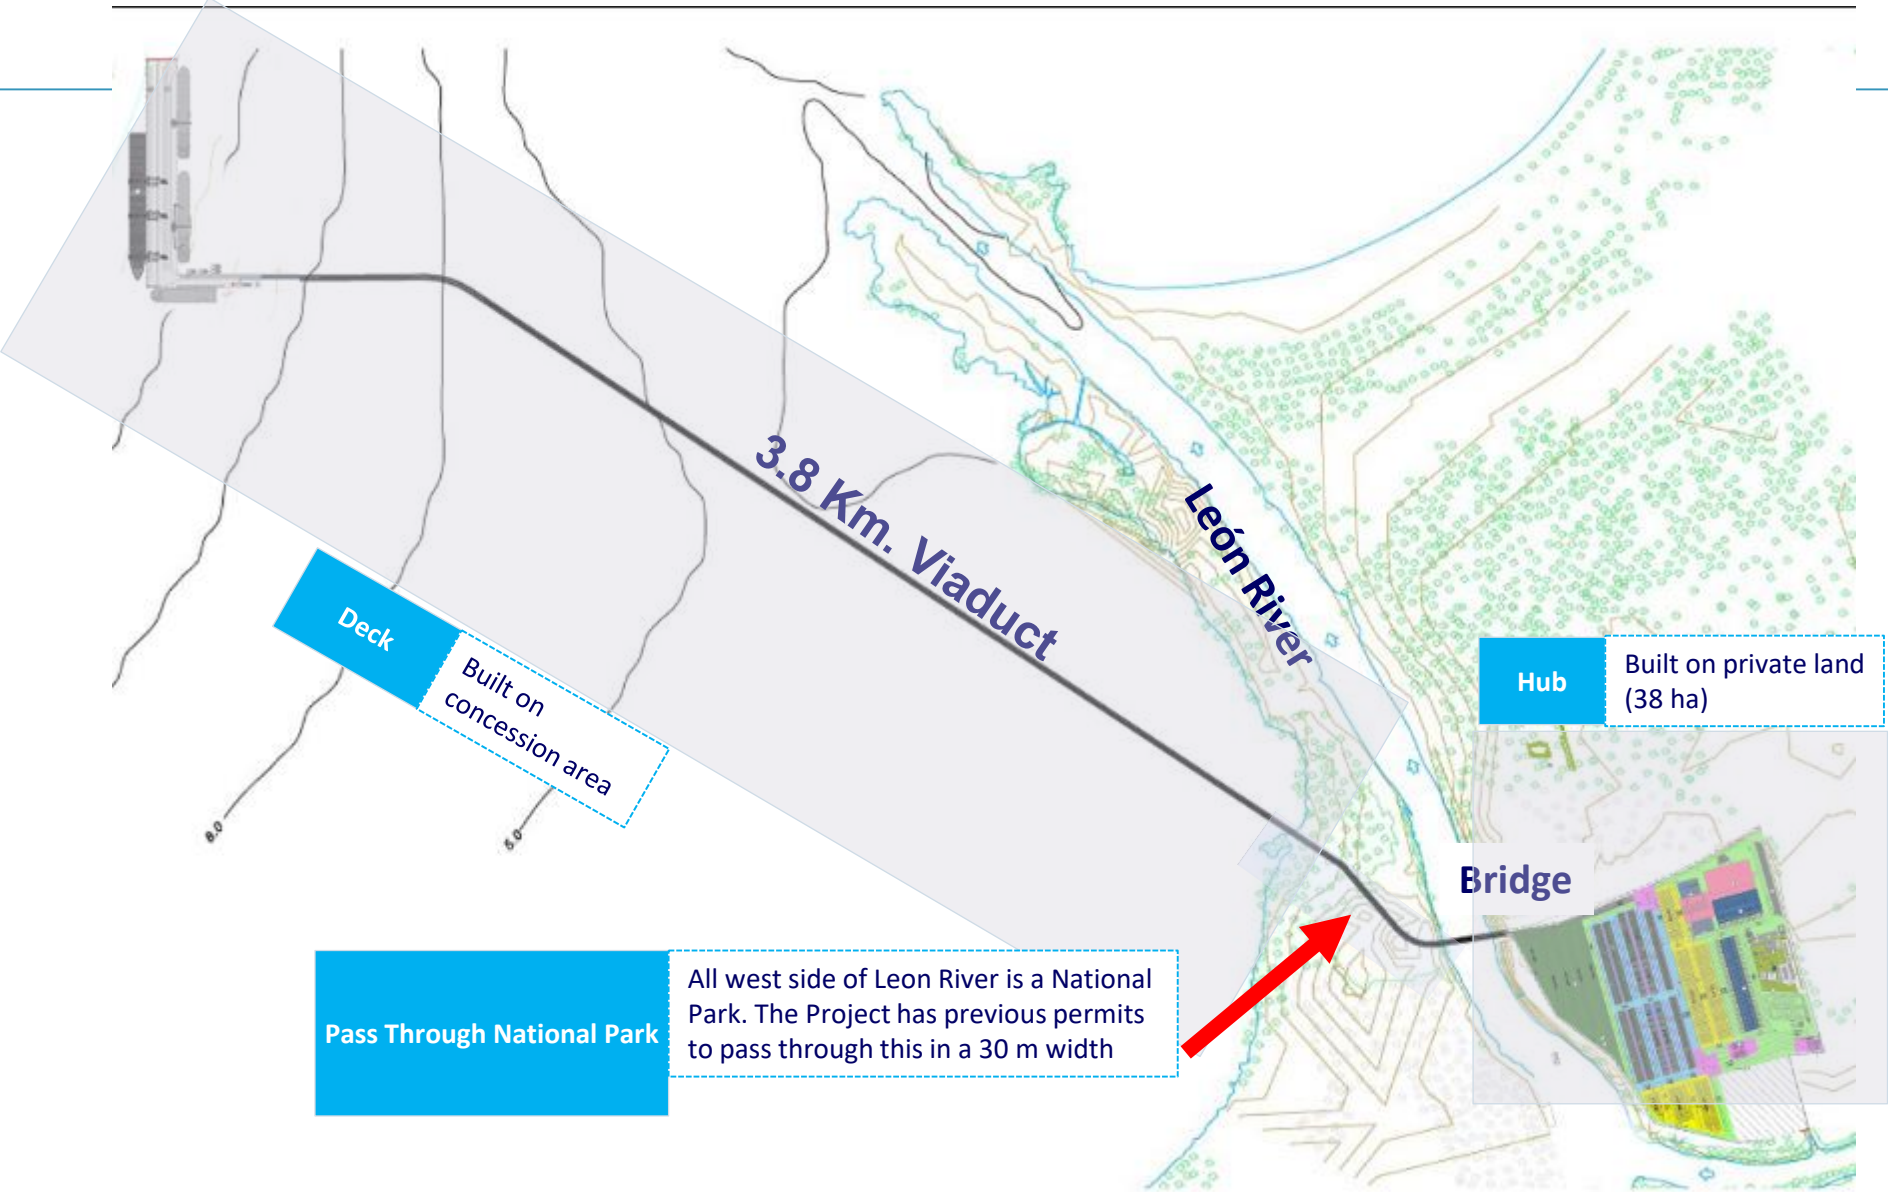 3.8 Km. Viaduct
León River
Deck
Built on
concession area
Hub
Built on private land
(38 ha)
8.0
5.0
Bridge
Pass Through National Park
All west side of Leon River is a National
Park. The Project has previous permits
to pass through this in a 30 m width